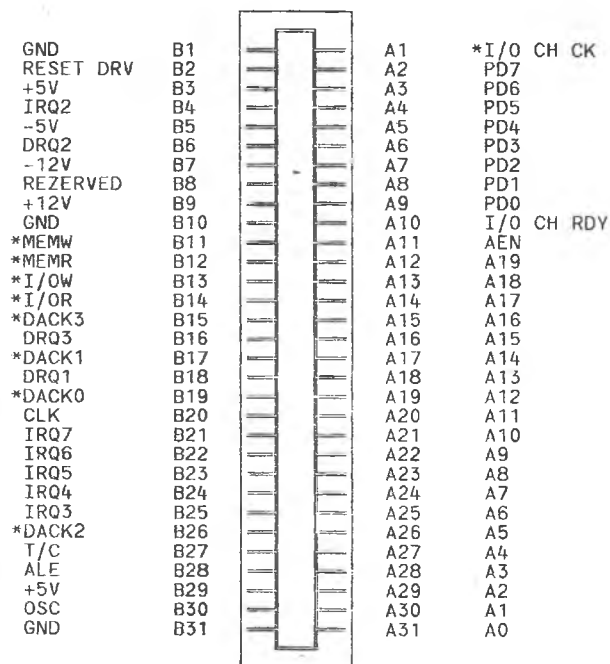 GND B1 A1 *I/O CH CK
RESET DRV B2 A2 PD7
+5V B3 A3 PD6
IRQ2 B4 A4 PD5
-5V B5 A5 PD4
DRQ2 B6 A6 PD3
-12V B7 A7 PD2
REZERVED B8 A8 PD1
+12V B9 A9 PD0
GND B10 A10 I/O CH RDY
*MEMW B11 A11 AEN
*MEMR B12 A12 A19
*I/OW B13 A13 A18
*I/OR B14 A14 A17
*DACK3 B15 A15 A16
DRQ3 B16 A16 A15
*DACK1 B17 A17 A14
DRQ1 B18 A18 A13
*DACK0 B19 A19 A12
CLK B20 A20 A11
IRQ7 B21 A21 A10
IRQ6 B22 A22 A9
IRQ5 B23 A23 A8
IRQ4 B24 A24 A7
IRQ3 B25 A25 A6
*DACK2 B26 A26 A5
T/C B27 A27 A4
ALE B28 A28 A3
+5V B29 A29 A2
OSC B30 A30 A1
GND B31 A31 A0